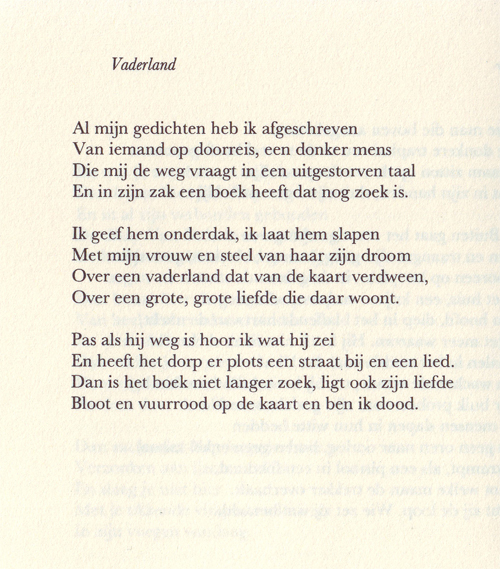 Vaderland
Al mijn gedichten heb ik afgeschreven
Van iemand op doorreis, een donker mens
Die mij de weg vraagt in een uitgestorven taal
En in zijn zak een boek heeft dat nog zoek is.
Ik geef hem onderdak, ik laat hem slapen
Met mijn vrouw en steel van haar zijn droom
Over een vaderland dat van de kaart verdween,
Over een grote, grote liefde die daar woont.
Pas als hij weg is hoor ik wat hij zei
En heeft het dorp er plots een straat bij en een lied.
Dan is het boek niet langer zoek, ligt ook zijn liefde
Bloot en vuurrood op de kaart en ben ik dood.